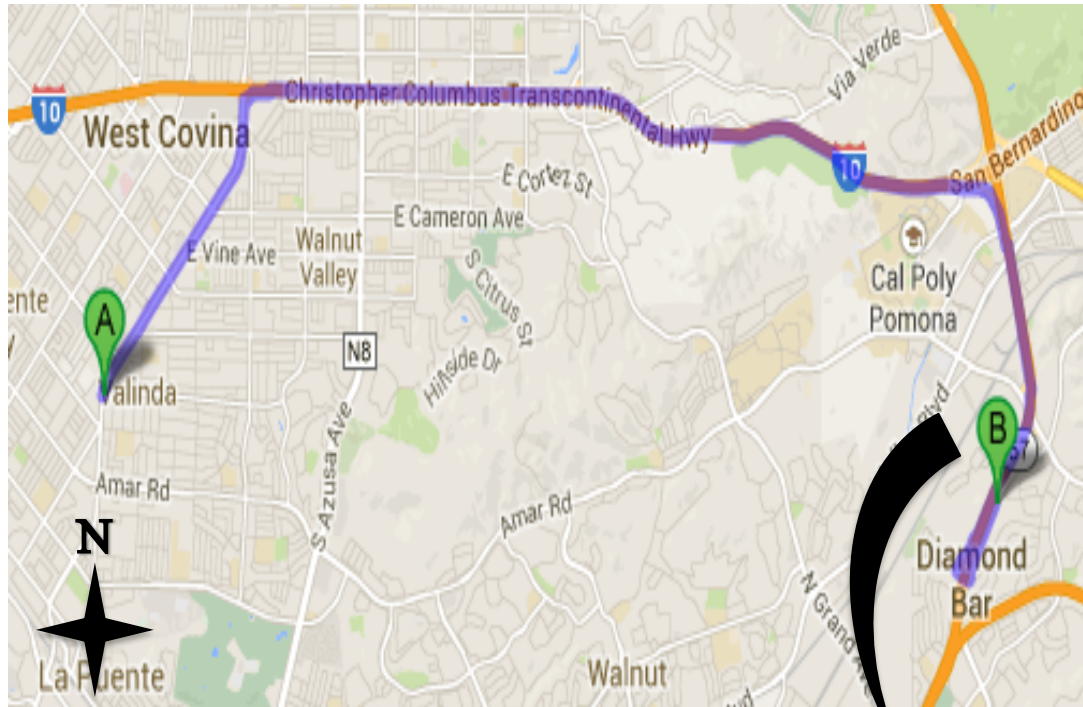 Via Verde
Christopher Columbus Transcontinental Hwy
10
West Covina
10
San Bernardino
E Cortez St
E Cameron Ave
E Vine Ave
Walnut
Valley
S Citrus St
Cal Poly
Pomona
A
N8
Hillside Dr
alinda
B
57
S Azusa Ave
Amar Rd
Amar Rd
N
Diamond
Bar
N Grand Ave
La Puente
Walnut